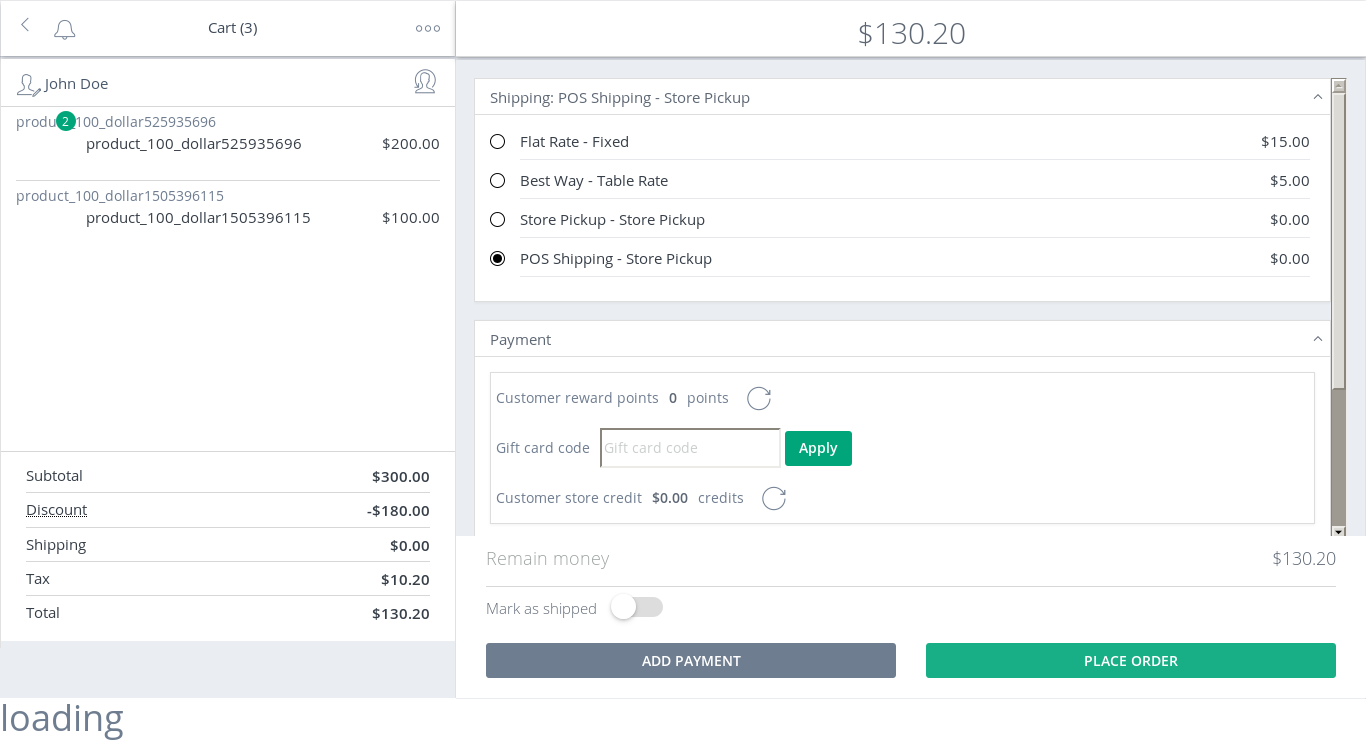 Cart (3)
$130.20
John Doe
produ 2 100_dollar525935696
product_100_dollar525935696 $200.00
product_100_dollar1505396115
product_100_dollar1505396115 $100.00
Subtotal $300.00
Discount -$180.00
Shipping $0.00
Tax $10.20
Total $130.20
Shipping: POS Shipping - Store Pickup
Flat Rate - Fixed $15.00
Best Way - Table Rate $5.00
Store Pickup - Store Pickup $0.00
POS Shipping - Store Pickup $0.00
Payment
Customer reward points 0 points
Gift card code Gift card code Apply
Customer store credit $0.00 credits
Remain money $130.20
Mark as shipped
ADD PAYMENT PLACE ORDER
loading